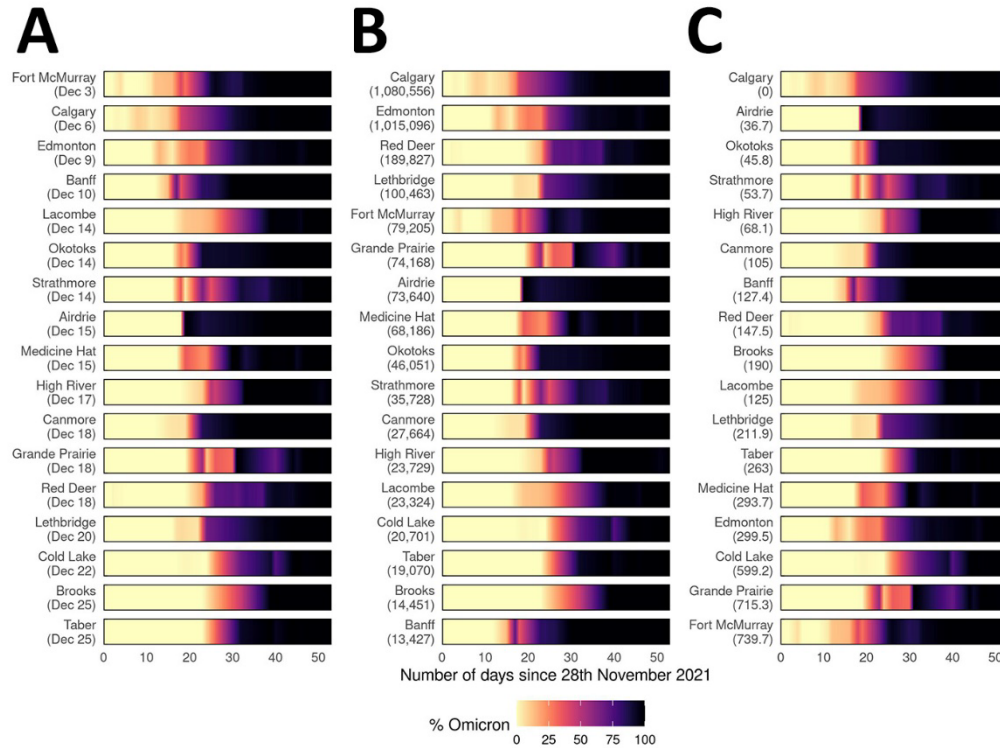 A
Fort McMurray
(Dec 3)
Calgary
(Dec 6)
Edmonton
(Dec 9)
Banff
(Dec 10)
Lacombe
(Dec 14)
Okotoks
(Dec 14)
Strathmore
(Dec 14)
Airdrie
(Dec 15)
Medicine Hat
(Dec 15)
High River
(Dec 17)
Canmore
(Dec 18)
Grande Prairie
(Dec 18)
Red Deer
(Dec 18)
Lethbridge
(Dec 20)
Cold Lake
(Dec 22)
Brooks
(Dec 25)
Taber
(Dec 25)
0 10 20 30 40 50
B
Calgary
(1,080,556)
Edmonton
(1,015,096)
Red Deer
(189,827)
Lethbridge
(100,463)
Fort McMurray
(79,205)
Grande Prairie
(74,168)
Airdrie
(73,640)
Medicine Hat
(68,186)
Okotoks
(46,051)
Strathmore
(35,728)
Canmore
(27,664)
High River
(23,729)
Lacombe
(23,324)
Cold Lake
(20,701)
Taber
(19,070)
Brooks
(14,451)
Banff
(13,427)
0 10 20 30 40 50
C
Calgary
(0)
Airdrie
(36.7)
Okotoks
(45.8)
Strathmore
(53.7)
High River
(68.1)
Canmore
(105)
Banff
(127.4)
Red Deer
(147.5)
Brooks
(190)
Lacombe
(125)
Lethbridge
(211.9)
Taber
(263)
Medicine Hat
(293.7)
Edmonton
(299.5)
Cold Lake
(599.2)
Grande Prairie
(715.3)
Fort McMurray
(739.7)
0 10 20 30 40 50
Number of days since 28th November 2021
% Omicron
0 25 50 75 100